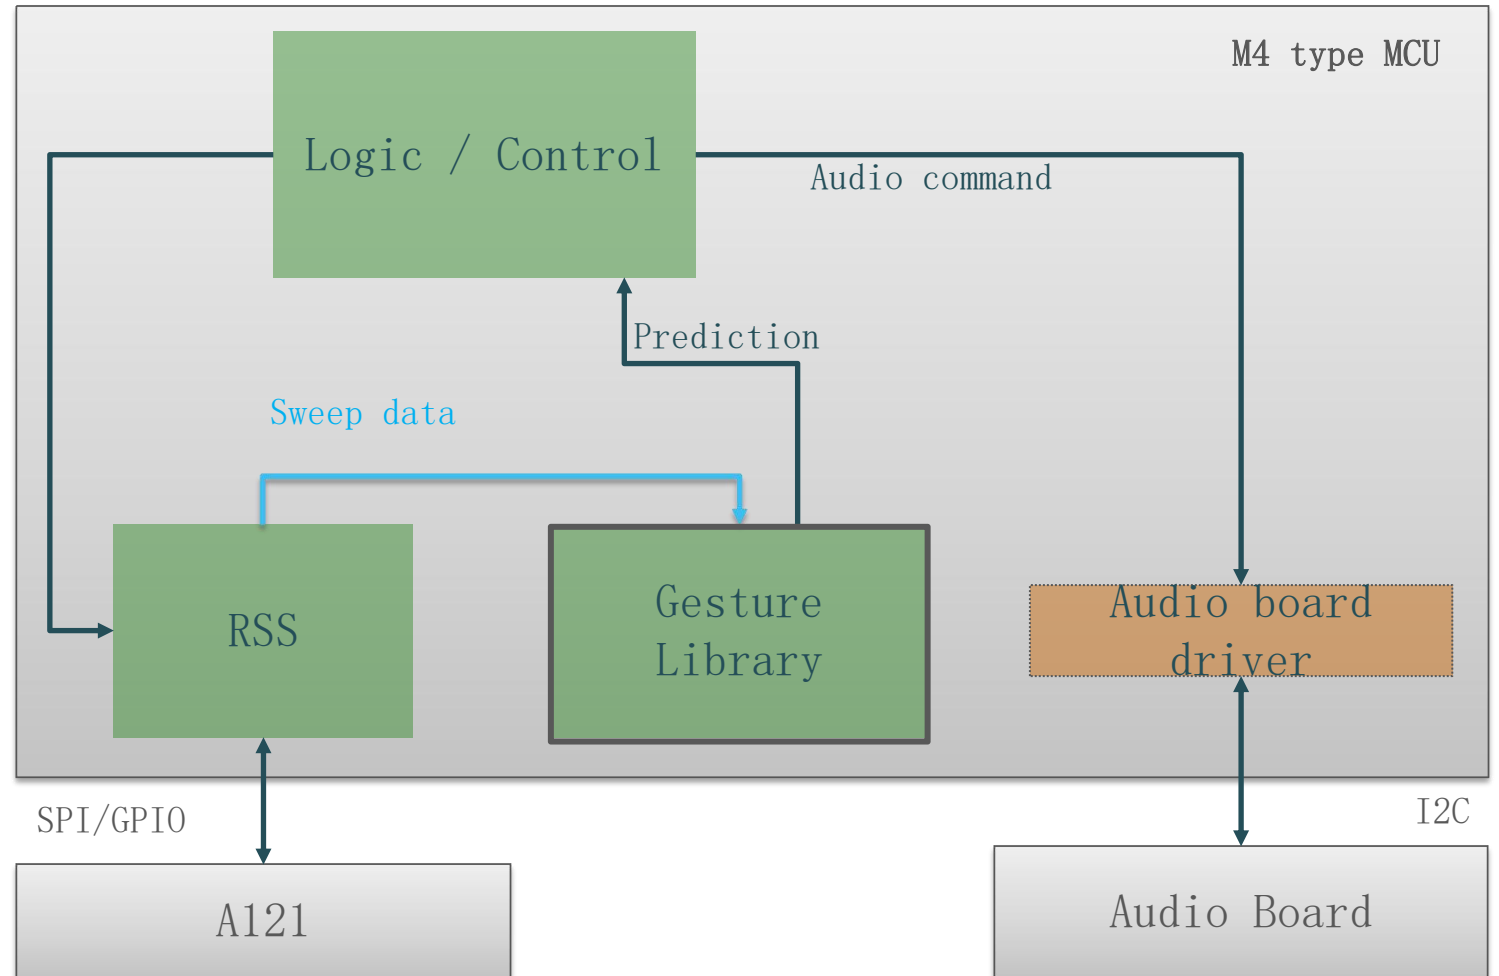 M4 type MCU
Logic / Control
Audio command
Prediction
Sweep data
RSS
Gesture
Library
Audio board
driver
SPI/GPIO
I2C
A121
Audio Board